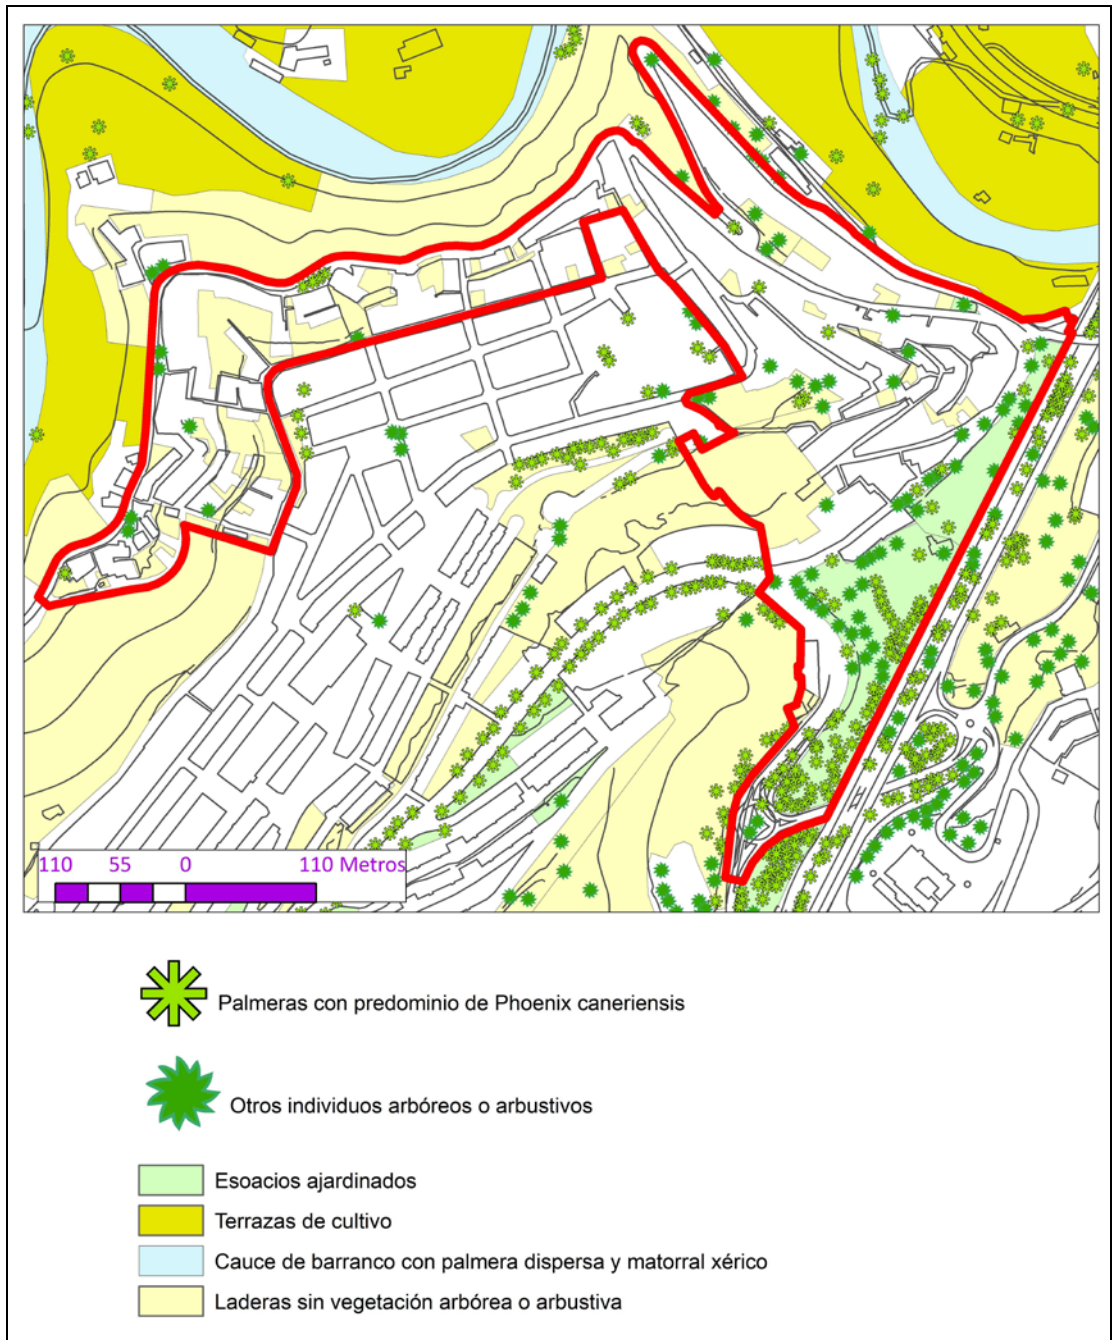 110 55 0 110 Metros
Palmeras con predominio de Phoenix caneriensis
Otros individuos arbóreos o arbustivos
Esoacios ajardinados
Terrazas de cultivo
Cauce de barranco con palmera dispersa y matorral xérico
Laderas sin vegetación arbórea o arbustiva